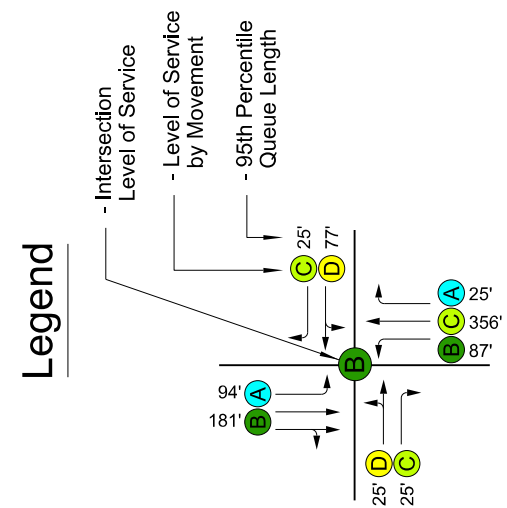 Legend
- Intersection
Level of Service
- Level of Service
by Movement
- 95th Percentile
Queue Length
C 25'
D 77'
94' A
181' B
B
A 25'
C 356'
B 87'
25' D
25' C